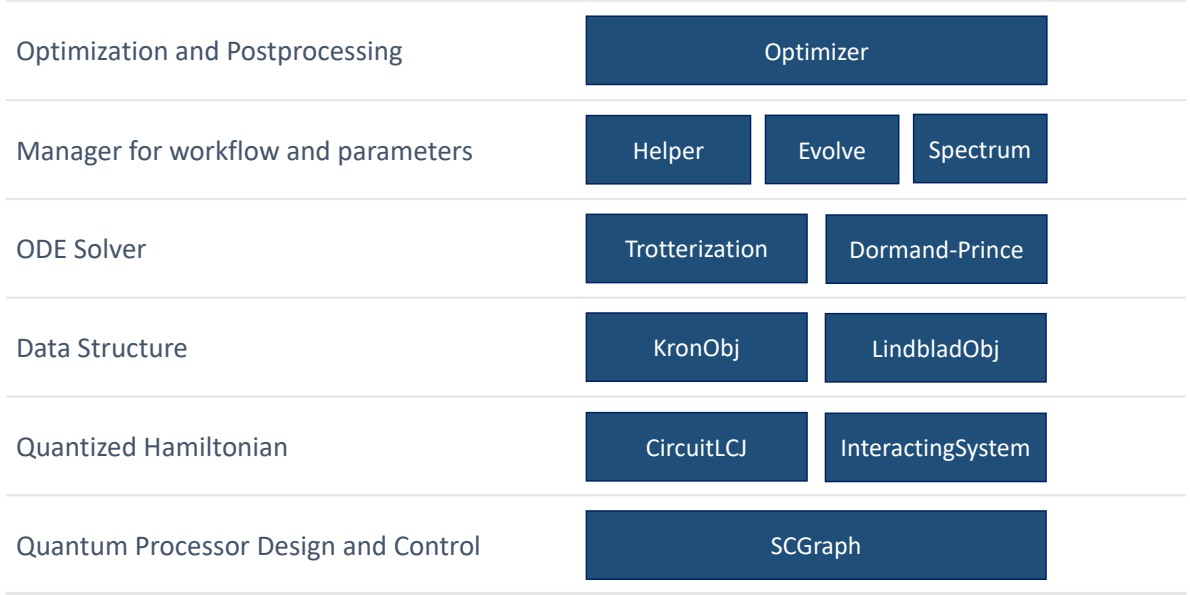 Optimization and Postprocessing
Optimizer
Manager for workflow and parameters
Helper
Evolve
Spectrum
ODE Solver
Trotterization
Dormand-Prince
Data Structure
KronObj
LindbladObj
Quantized Hamiltonian
CircuitLCJ
InteractingSystem
Quantum Processor Design and Control
SCGraph